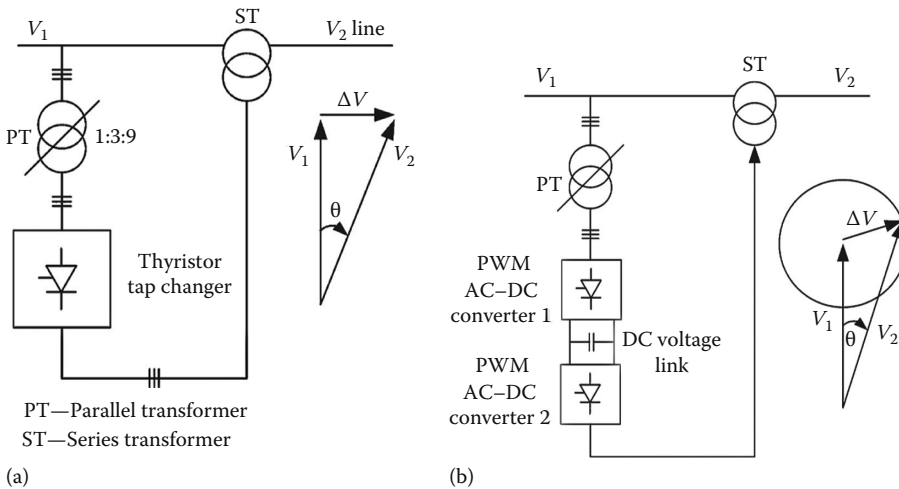 ST
V1
V2 line
PT
1:3:9
ΔV
V1
V2
θ
Thyristor
tap changer
PT—Parallel transformer
ST—Series transformer
(a)
ST
V1
V2
PT
PWM
AC–DC
converter 1
DC voltage
link
PWM
AC–DC
converter 2
ΔV
V1
θ
V2
(b)